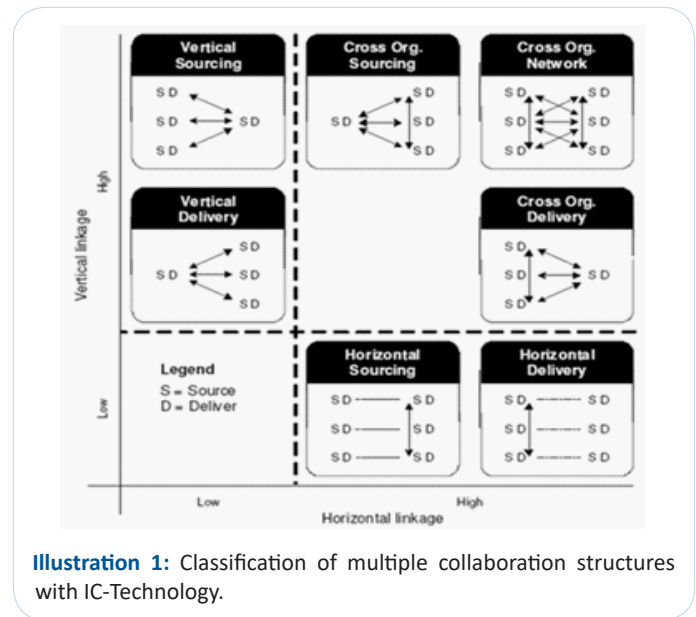 Vertical
Sourcing
S D
S D S D
S D
Cross Org.
Sourcing
S D
S D S D
S D
Cross Org.
Network
S D S D
S D S D
S D S D
High
Vertical linkage
Vertical
Delivery
S D
S D S D
S D
Cross Org.
Delivery
S D
S D S D
S D
Low
Legend
S = Source
D = Deliver
Horizontal
Sourcing
S D S D
S D S D
S D S D
Horizontal
Delivery
S D S D
S D S D
S D S D
Low High
Horizontal linkage
Illustration 1: Classification of multiple collaboration structures
with IC-Technology.